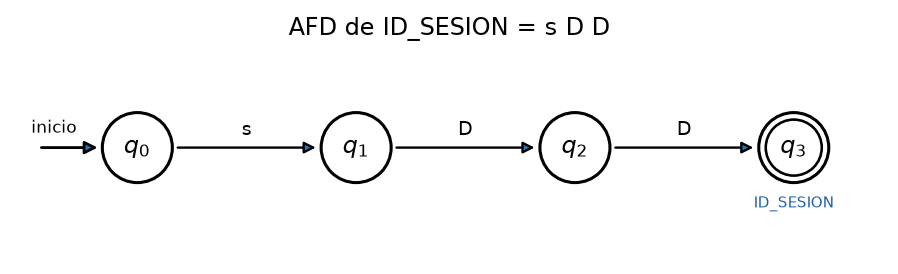 AFD de ID_SESION = s D D
inicio
s
D
D
q₀
q₁
q₂
q₃
ID_SESION